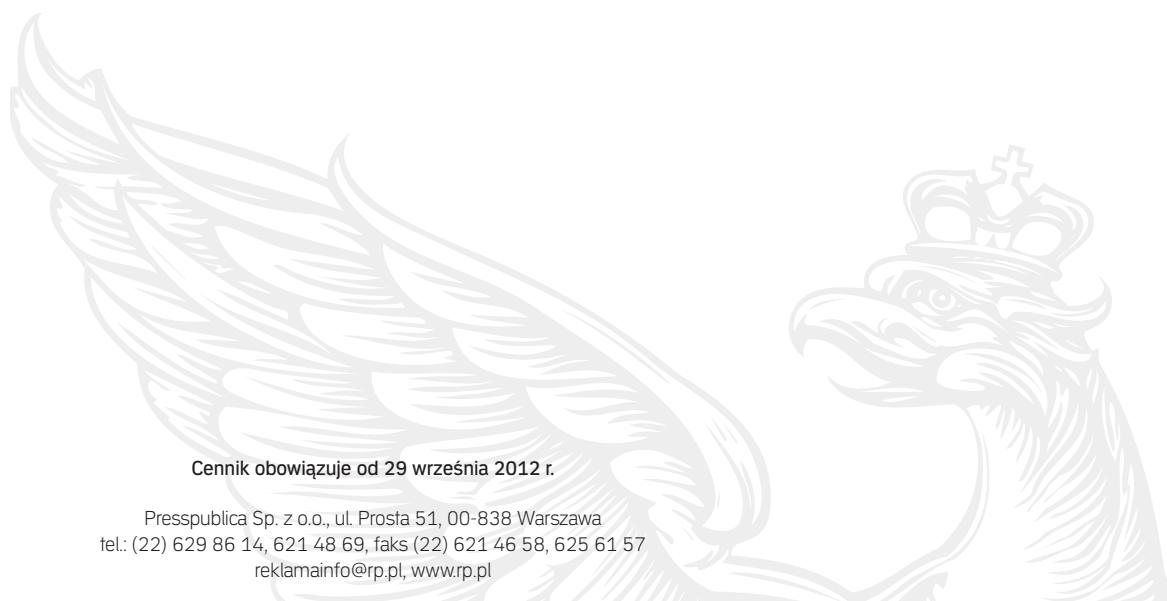 Cennik obowiązuje od 29 września 2012 r.
Presspublica Sp. z o.o., ul. Prosta 51, 00-838 Warszawa
tel.: (22) 629 86 14, 621 48 69, faks (22) 621 46 58, 625 61 57
reklamainfo@rp.pl, www.rp.pl